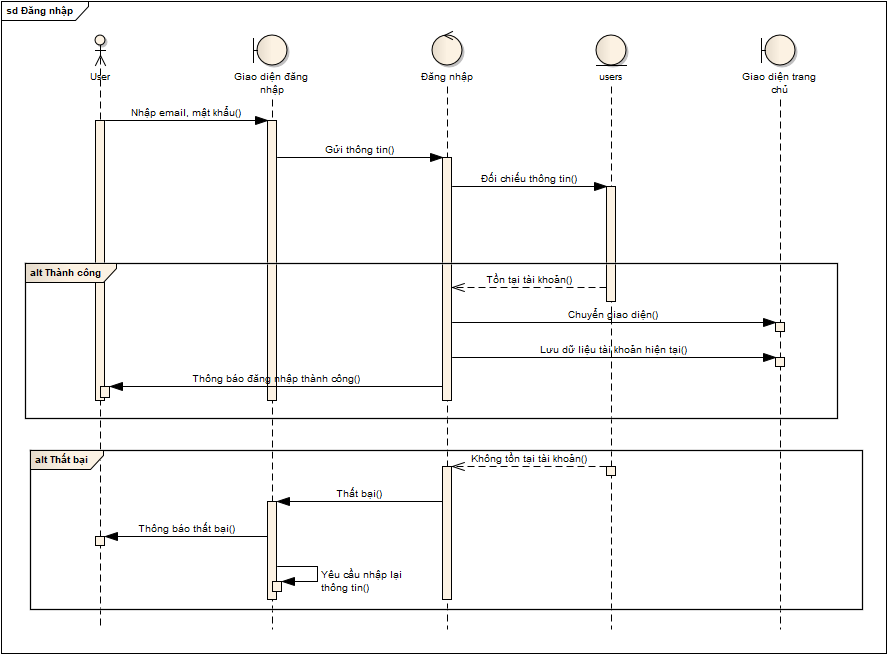 sd Đăng nhập
User
Giao diện đăng
nhập
Đăng nhập
users
Giao diện trang
chủ
Nhập email, mật khẩu()
Gửi thông tin()
Đối chiếu thông tin()
alt Thành công
Tồn tại tài khoản()
Chuyển giao diện()
Lưu dữ liệu tài khoản hiện tại()
Thông báo đăng nhập thành công()
alt Thất bại
Không tồn tại tài khoản()
Thất bại()
Thông báo thất bại()
Yêu cầu nhập lại
thông tin()